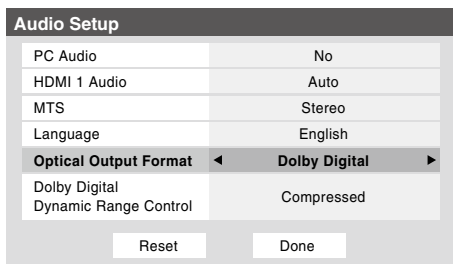 Audio Setup
PC Audio No
HDMI 1 Audio Auto
MTS Stereo
Language English
Optical Output Format ◀ Dolby Digital ▶
Dolby Digital
Dynamic Range Control Compressed
Reset Done